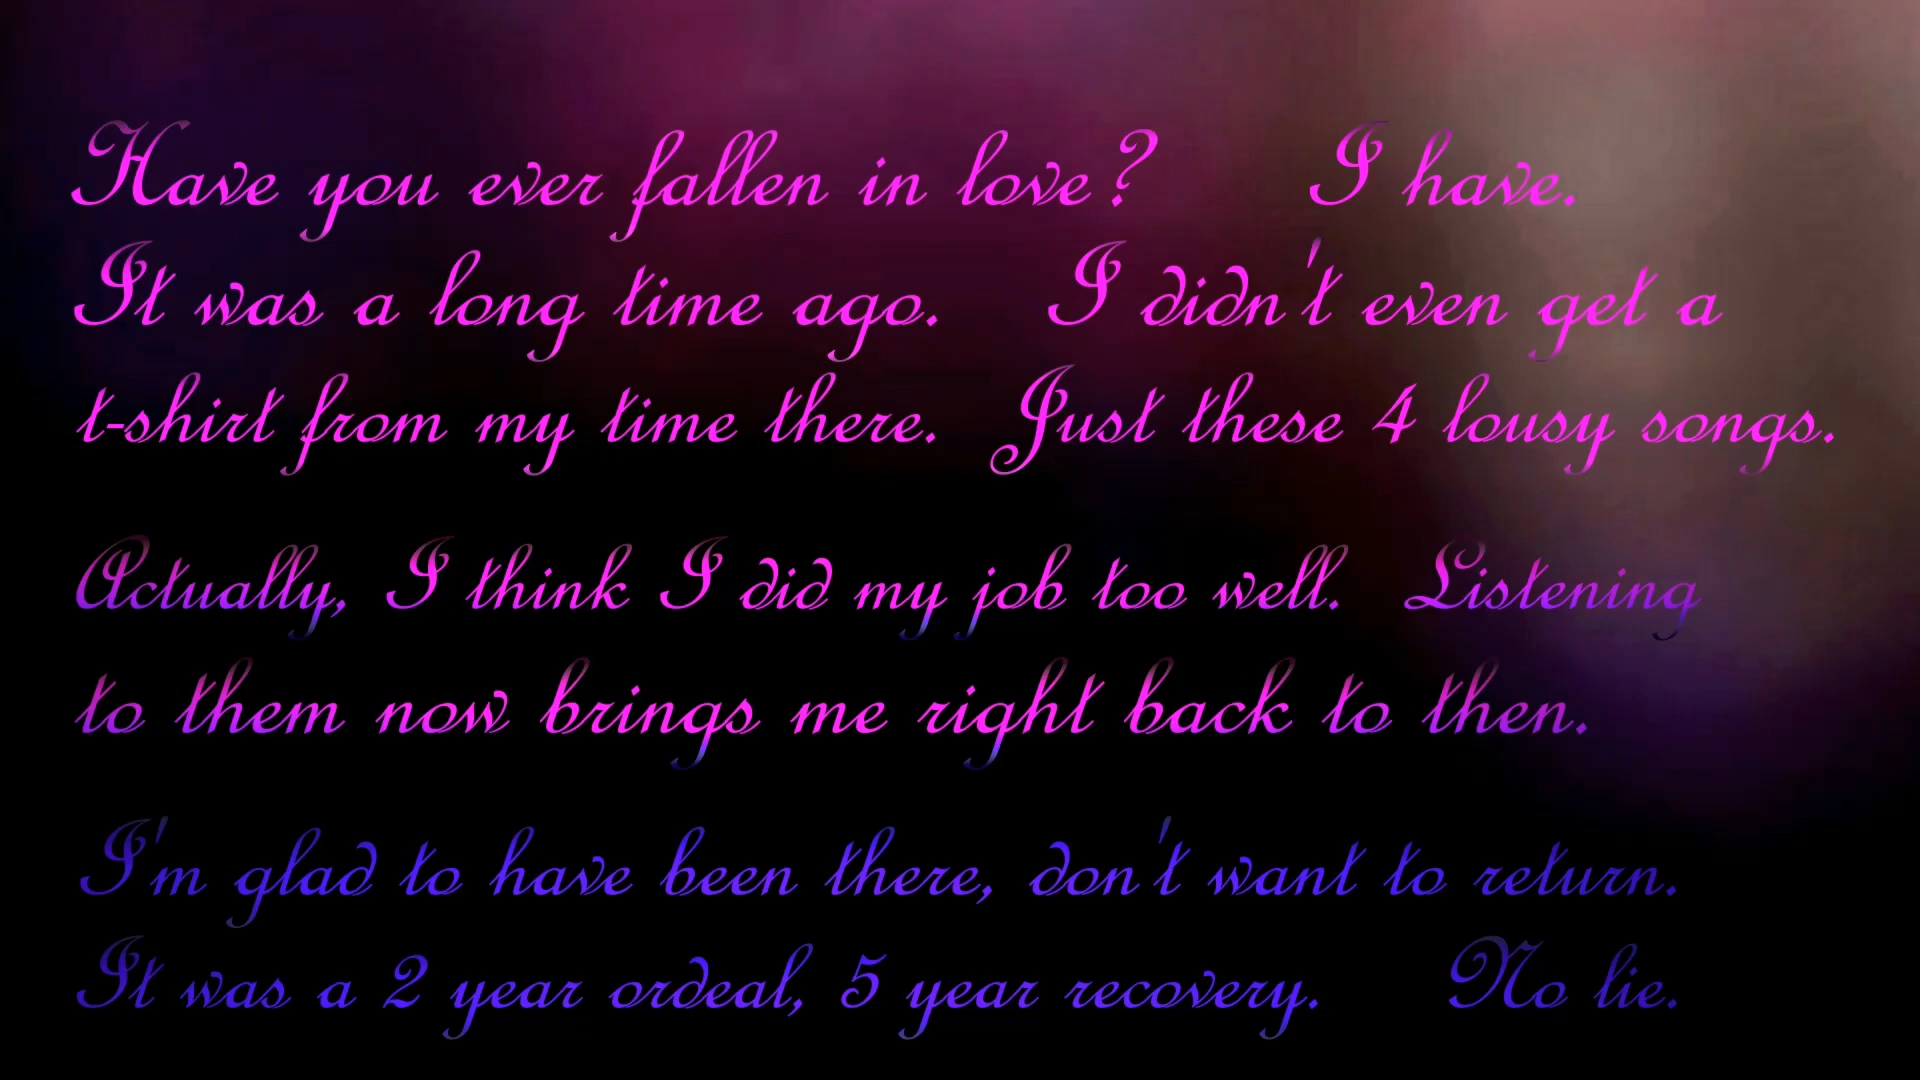 Have you ever fallen in love? I have.
It was a long time ago. I didn't even get a
t-shirt from my time there. Just these 4 lousy songs.
Actually, I think I did my job too well. Listening
to them now brings me right back to then.
I'm glad to have been there, don't want to return.
It was a 2 year ordeal, 5 year recovery. No lie.